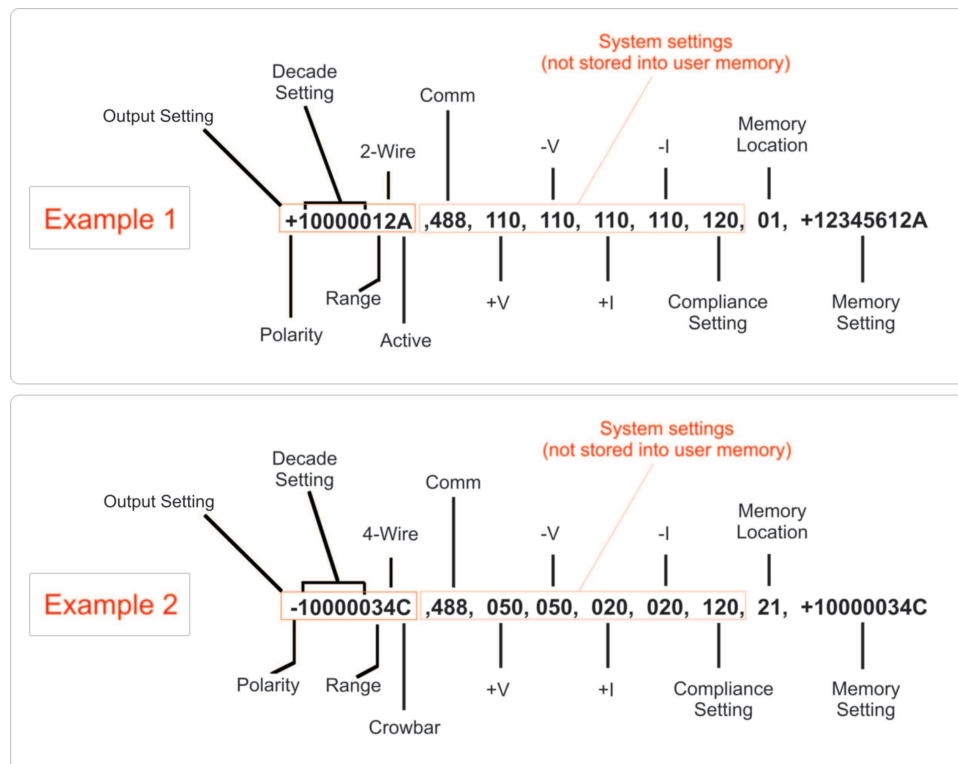 System settings
(not stored into user memory)
Decade
Setting
Comm
Output Setting
Memory
Location
2-Wire
-V
-I
Example 1
+10000012A ,488, 110, 110, 110, 110, 120, 01, +12345612A
Range
+V
+I
Compliance
Setting
Memory
Setting
Polarity
Active
System settings
(not stored into user memory)
Decade
Setting
Comm
Output Setting
Memory
Location
4-Wire
-V
-I
Example 2
-10000034C ,488, 050, 050, 020, 020, 120, 21, +10000034C
Polarity
Range
+V
+I
Compliance
Setting
Memory
Setting
Crowbar